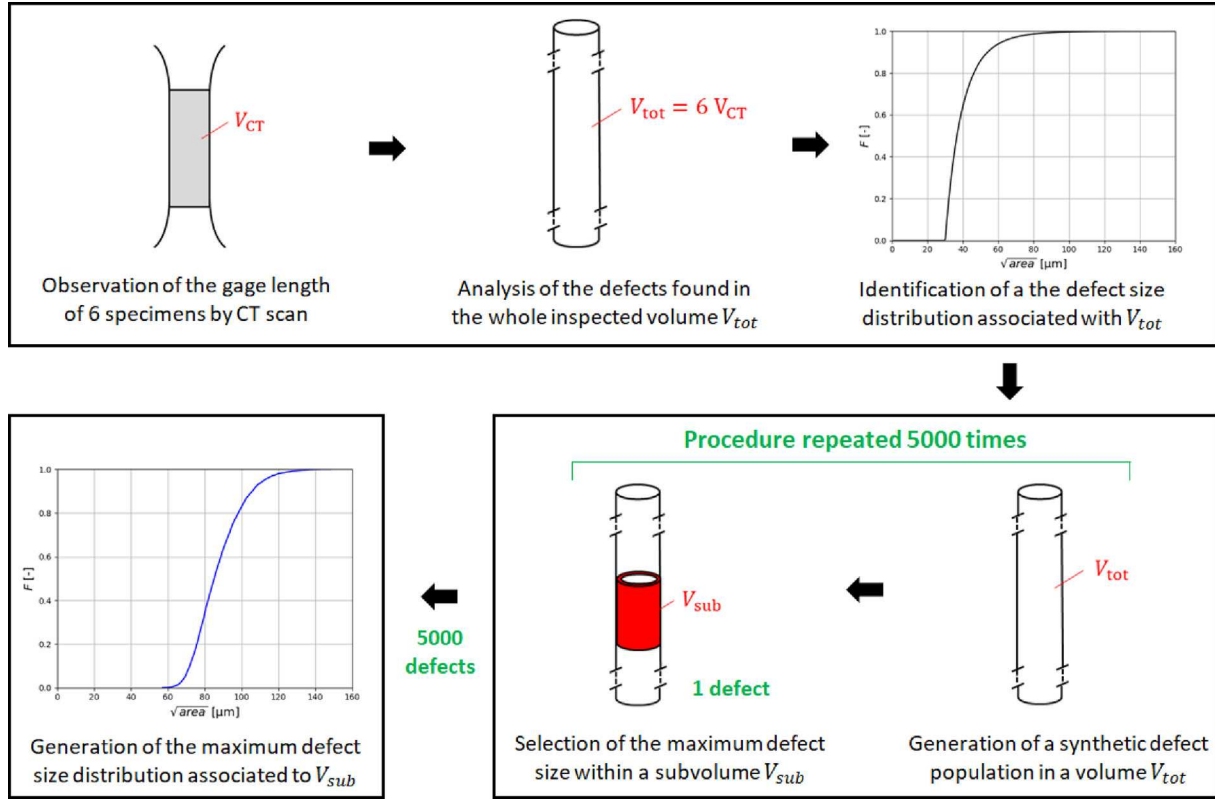 V_CT
Observation of the gage length
of 6 specimens by CT scan
V_tot = 6 V_CT
Analysis of the defects found in
the whole inspected volume V_tot
1.0
0.8
0.6
0.4
0.2
0.0
F [-]
0 20 40 60 80 100 120 140 160
√area [µm]
Identification of a the defect size
distribution associated with V_tot
1.0
0.8
0.6
0.4
0.2
0.0
F [-]
0 20 40 60 80 100 120 140 160
√area [µm]
Generation of the maximum defect
size distribution associated to V_sub
5000
defects
Procedure repeated 5000 times
V_sub
1 defect
Selection of the maximum defect
size within a subvolume V_sub
V_tot
Generation of a synthetic defect
population in a volume V_tot